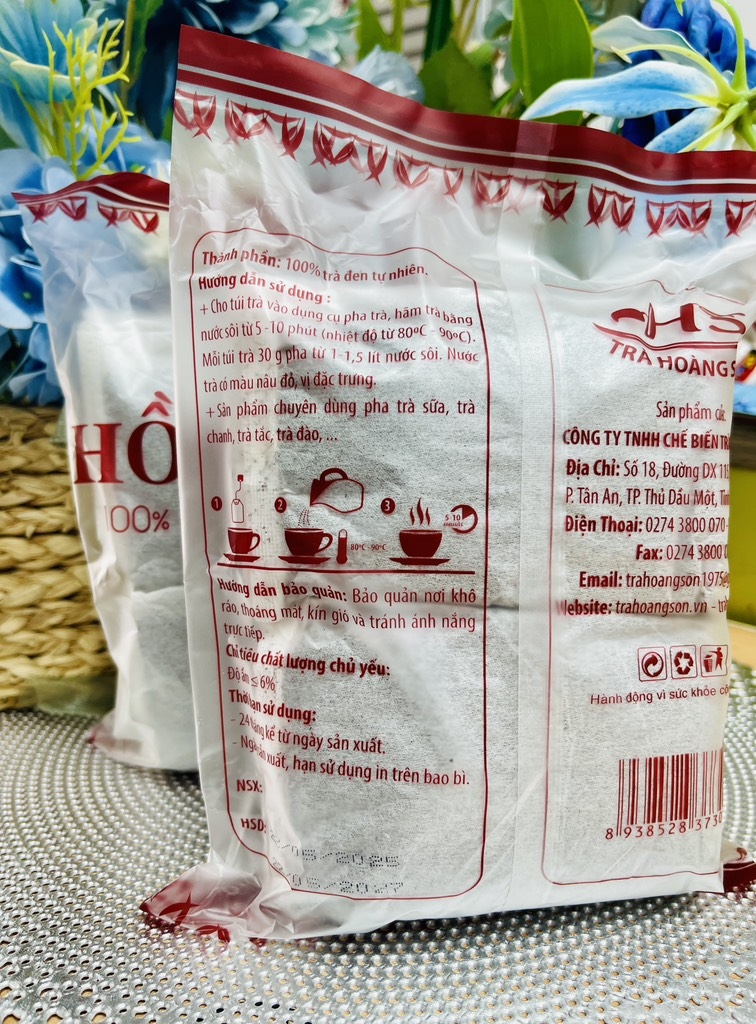 Thành phần: 100% trà đen tự nhiên.
Hướng dẫn sử dụng :
+ Cho túi trà vào dụng cụ pha trà, hãm trà bằng
nước sôi từ 5 -10 phút (nhiệt độ từ 80ºC - 90ºC).
Mỗi túi trà 30 g pha từ 1-1,5 lít nước sôi. Nước
trà có màu nâu đỏ, vị đặc trưng.
+ Sản phẩm chuyên dùng pha trà sữa, trà
chanh, trà tắc, trà đào, ...
1 2 3
80ºC - 90ºC
5-10
Hướng dẫn bảo quản: Bảo quản nơi khô
ráo, thoáng mát, kín gió và tránh ánh nắng
trực tiếp.
Chỉ tiêu chất lượng chủ yếu:
Độ ẩm ≤ 6%
Thời hạn sử dụng:
- 24 tháng kể từ ngày sản xuất.
- Ngày sản xuất, hạn sử dụng in trên bao bì.
NSX:
HSD:
/05/2025
/05/2027
TRÀ HOÀNG S
Sản phẩm của
CÔNG TY TNHH CHẾ BIẾN
Địa Chỉ: Số 18, Đường DX
P. Tân An, TP. Thủ Dầu Một,
Điện Thoại: 0274 3800 070
Fax: 0274 3800
Email: trahoangson1975
Website: trahoangson.vn -
Hành động vì sức khỏe
8 938528 3730
HỒ
100%